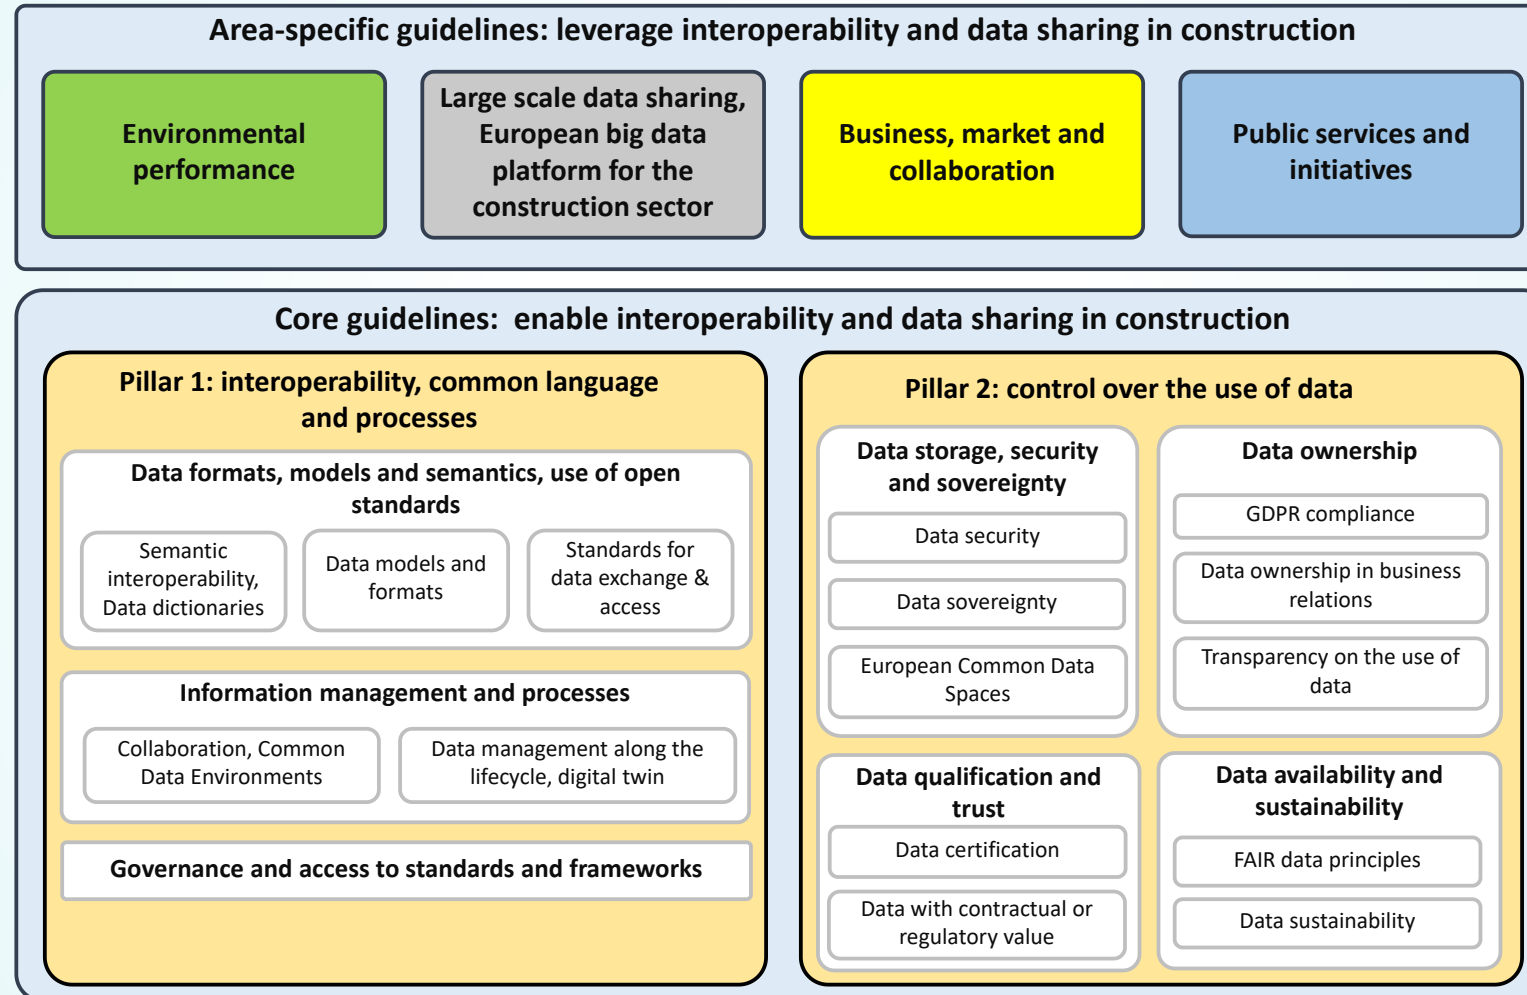 Area-specific guidelines: leverage interoperability and data sharing in construction
Environmental
performance
Large scale data sharing,
European big data
platform for the
construction sector
Business, market and
collaboration
Public services and
initiatives
Core guidelines:  enable interoperability and data sharing in construction
Pillar 1: interoperability, common language
and processes
Data formats, models and semantics, use of open
standards
Semantic
interoperability,
Data dictionaries
Data models and
formats
Standards for
data exchange &
access
Information management and processes
Collaboration, Common
Data Environments
Data management along the
lifecycle, digital twin
Governance and access to standards and frameworks
Pillar 2: control over the use of data
Data storage, security
and sovereignty
Data security
Data sovereignty
European Common Data
Spaces
Data ownership
GDPR compliance
Data ownership in business
relations
Transparency on the use of
data
Data qualification and
trust
Data certification
Data with contractual or
regulatory value
Data availability and
sustainability
FAIR data principles
Data sustainability